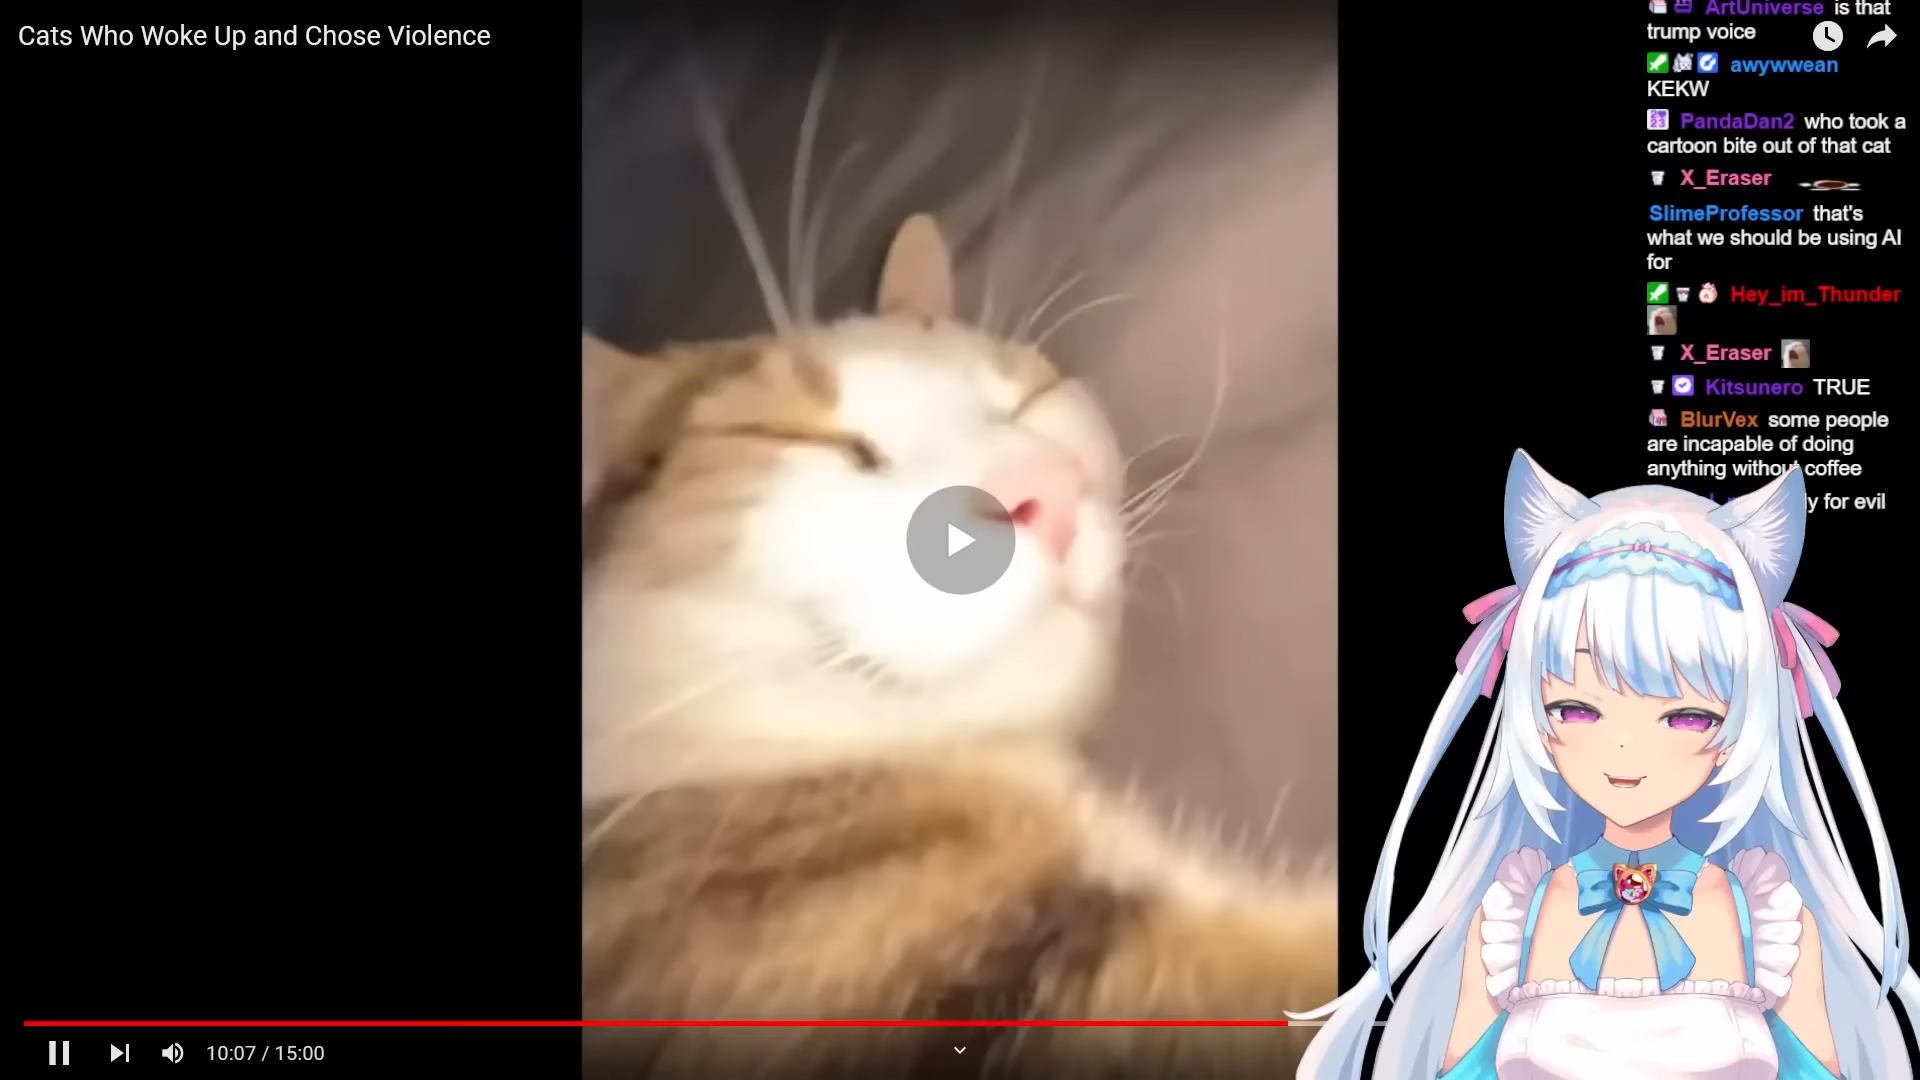 Cats Who Woke Up and Chose Violence
ArtUniverse is that
trump voice
awywwean
KEKW
PandaDan2 who took a
cartoon bite out of that cat
X_Eraser
SlimeProfessor that's
what we should be using AI
for
Hey_im_Thunder
X_Eraser
Kitsunero TRUE
BlurVex some people
are incapable of doing
anything without coffee
for evil
10:07 / 15:00